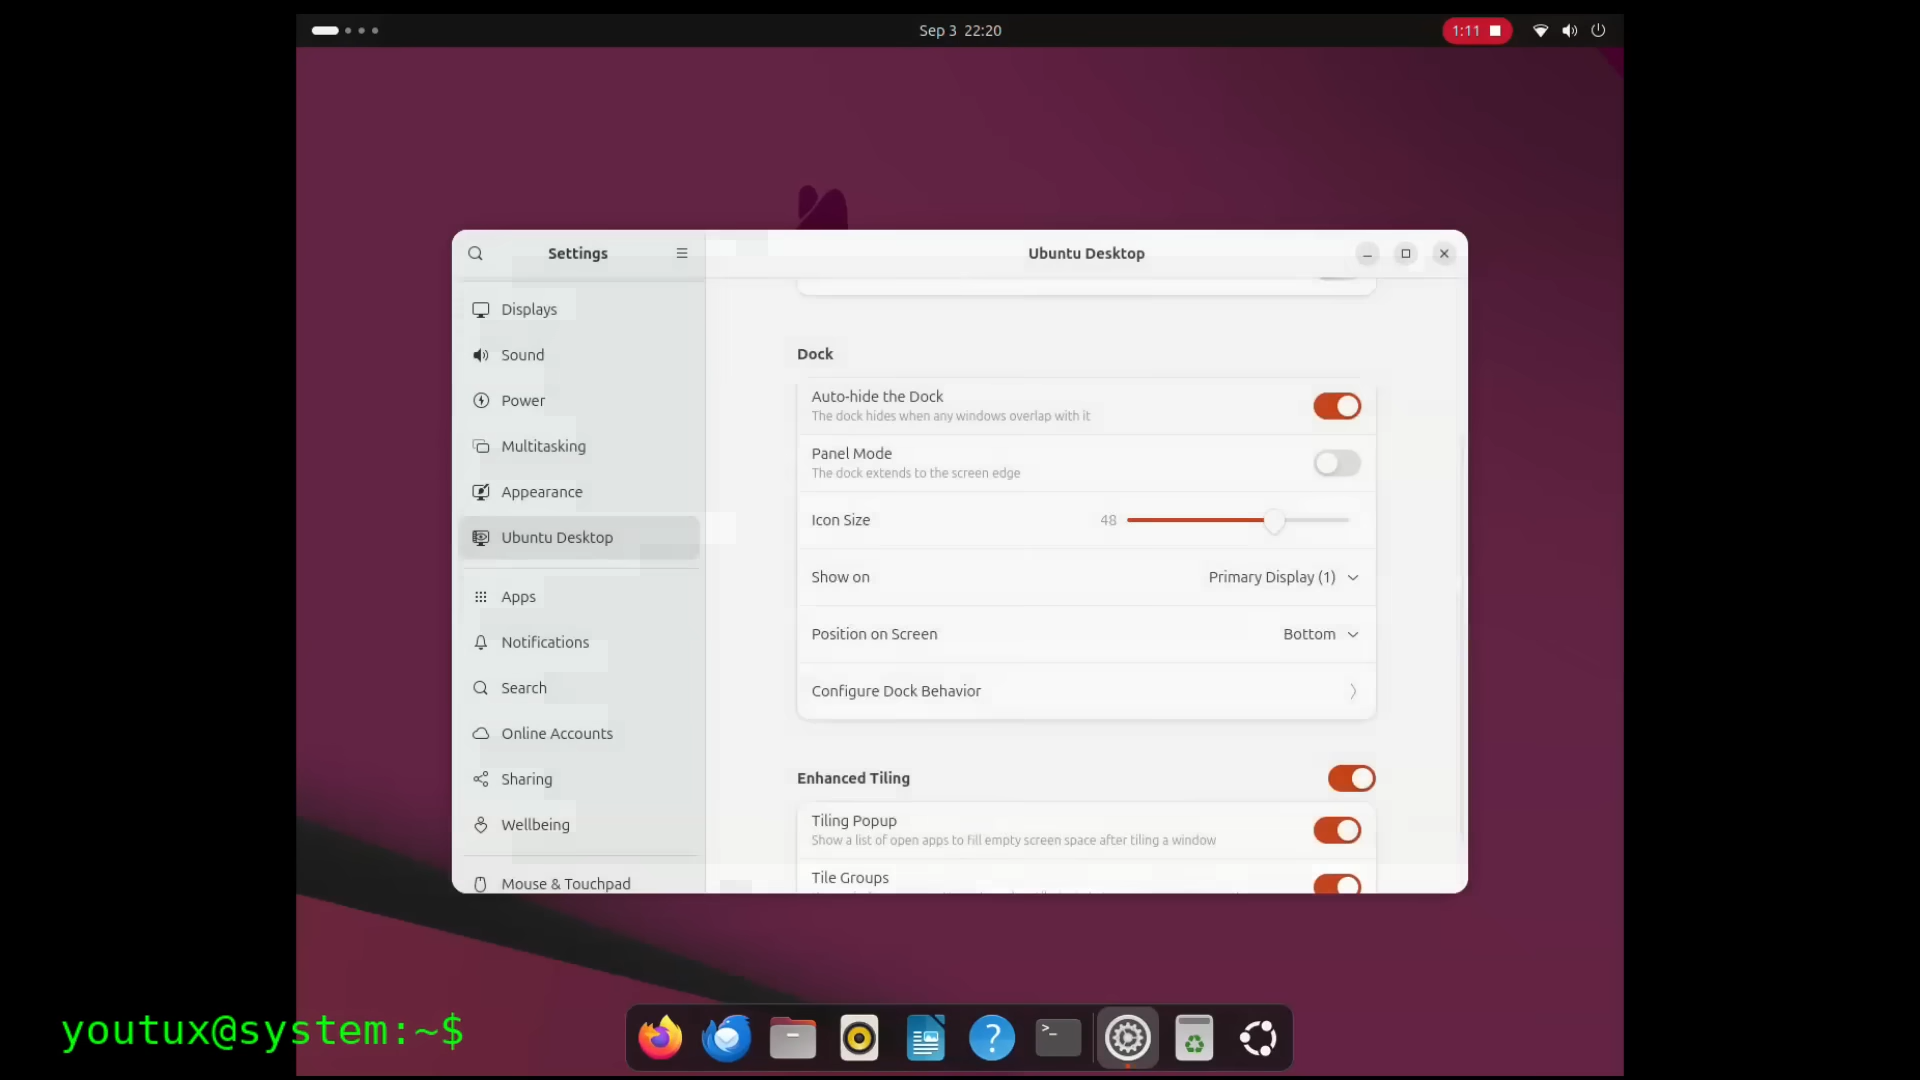 Sep 3 22:20
1:11
Settings
Ubuntu Desktop
Displays
Sound
Power
Multitasking
Appearance
Ubuntu Desktop
Apps
Notifications
Search
Online Accounts
Sharing
Wellbeing
Mouse & Touchpad
Dock
Auto-hide the Dock
The dock hides when any windows overlap with it
Panel Mode
The dock extends to the screen edge
Icon Size 48
Show on Primary Display (1)
Position on Screen Bottom
Configure Dock Behavior
Enhanced Tiling
Tiling Popup
Show a list of open apps to fill empty screen space after tiling a window
Tile Groups
youtux@system:~$
>_
?